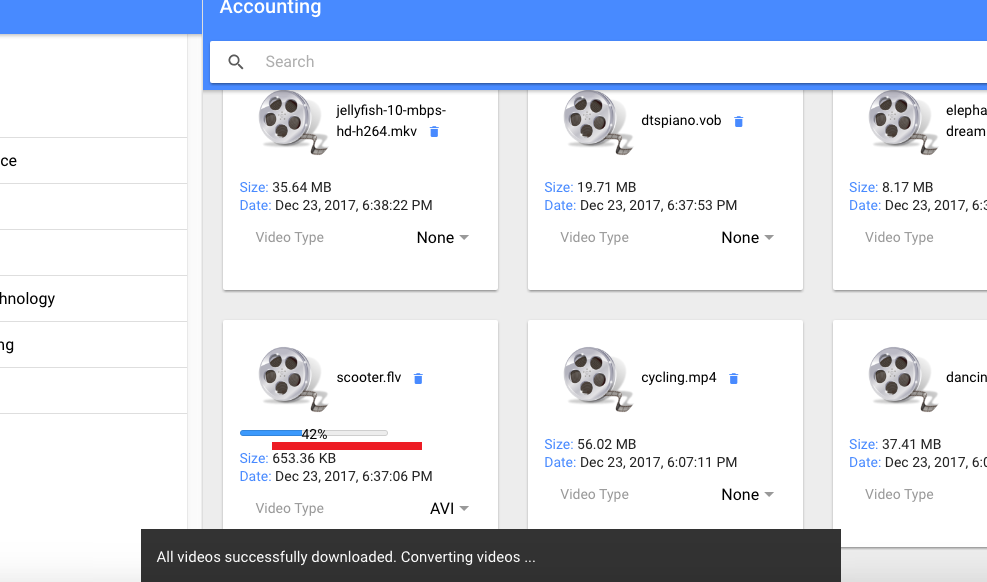 Accounting
Search
ce
hnology
ng
jellyfish-10-mbps-
hd-h264.mkv
Size: 35.64 MB
Date: Dec 23, 2017, 6:38:22 PM
Video Type None
dtspiano.vob
Size: 19.71 MB
Date: Dec 23, 2017, 6:37:53 PM
Video Type None
elepha
dream
Size: 8.17 MB
Date: Dec 23, 2017, 6:3
Video Type
scooter.flv
42%
Size: 653.36 KB
Date: Dec 23, 2017, 6:37:06 PM
Video Type AVI
cycling.mp4
Size: 56.02 MB
Date: Dec 23, 2017, 6:07:11 PM
Video Type None
dancin
Size: 37.41 MB
Date: Dec 23, 2017, 6:0
Video Type
All videos successfully downloaded. Converting videos ...